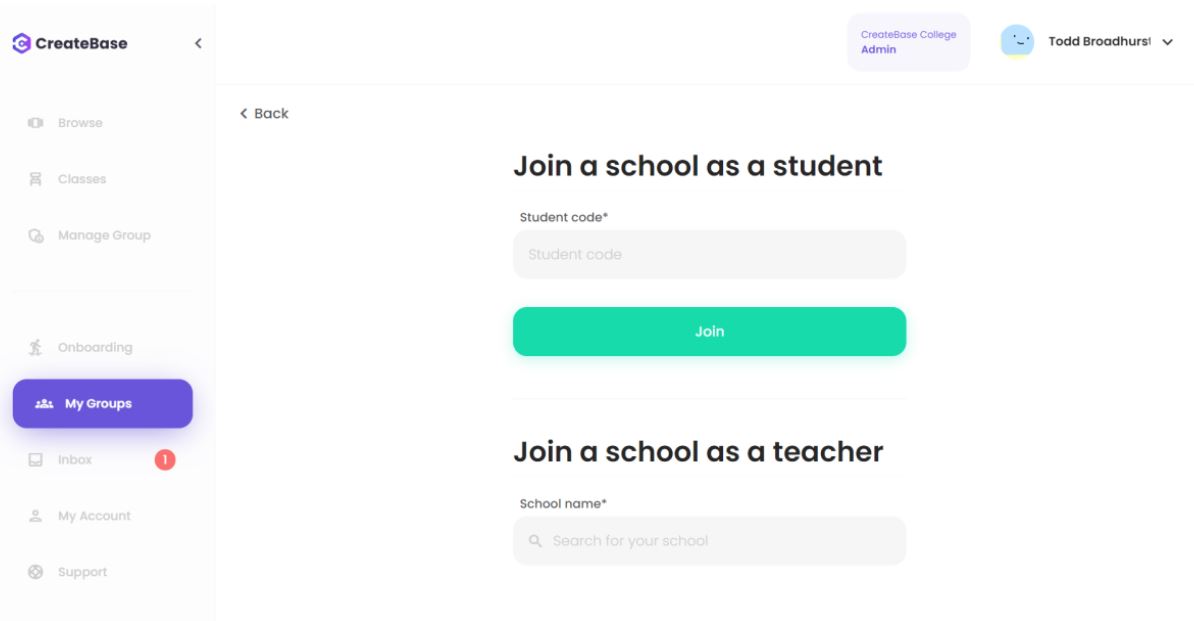 CreateBase
CreateBase College
Admin
Todd Broadhurst
Back
Browse
Classes
Manage Group
Onboarding
My Groups
Inbox
1
My Account
Support
Join a school as a student
Student code*
Student code
Join
Join a school as a teacher
School name*
Search for your school